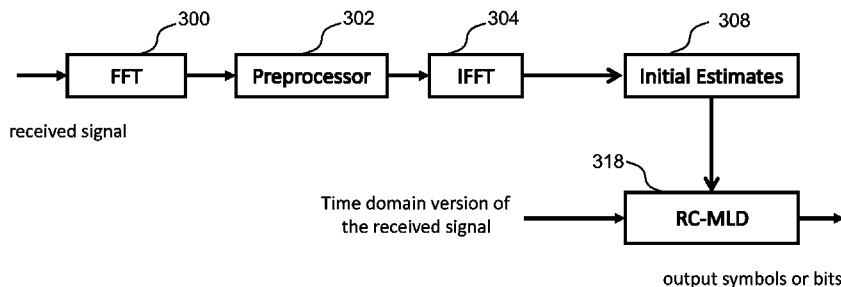 300
302
304
308
FFT
Preprocessor
IFFT
Initial Estimates
received signal
318
Time domain version of
the received signal
RC-MLD
output symbols or bits